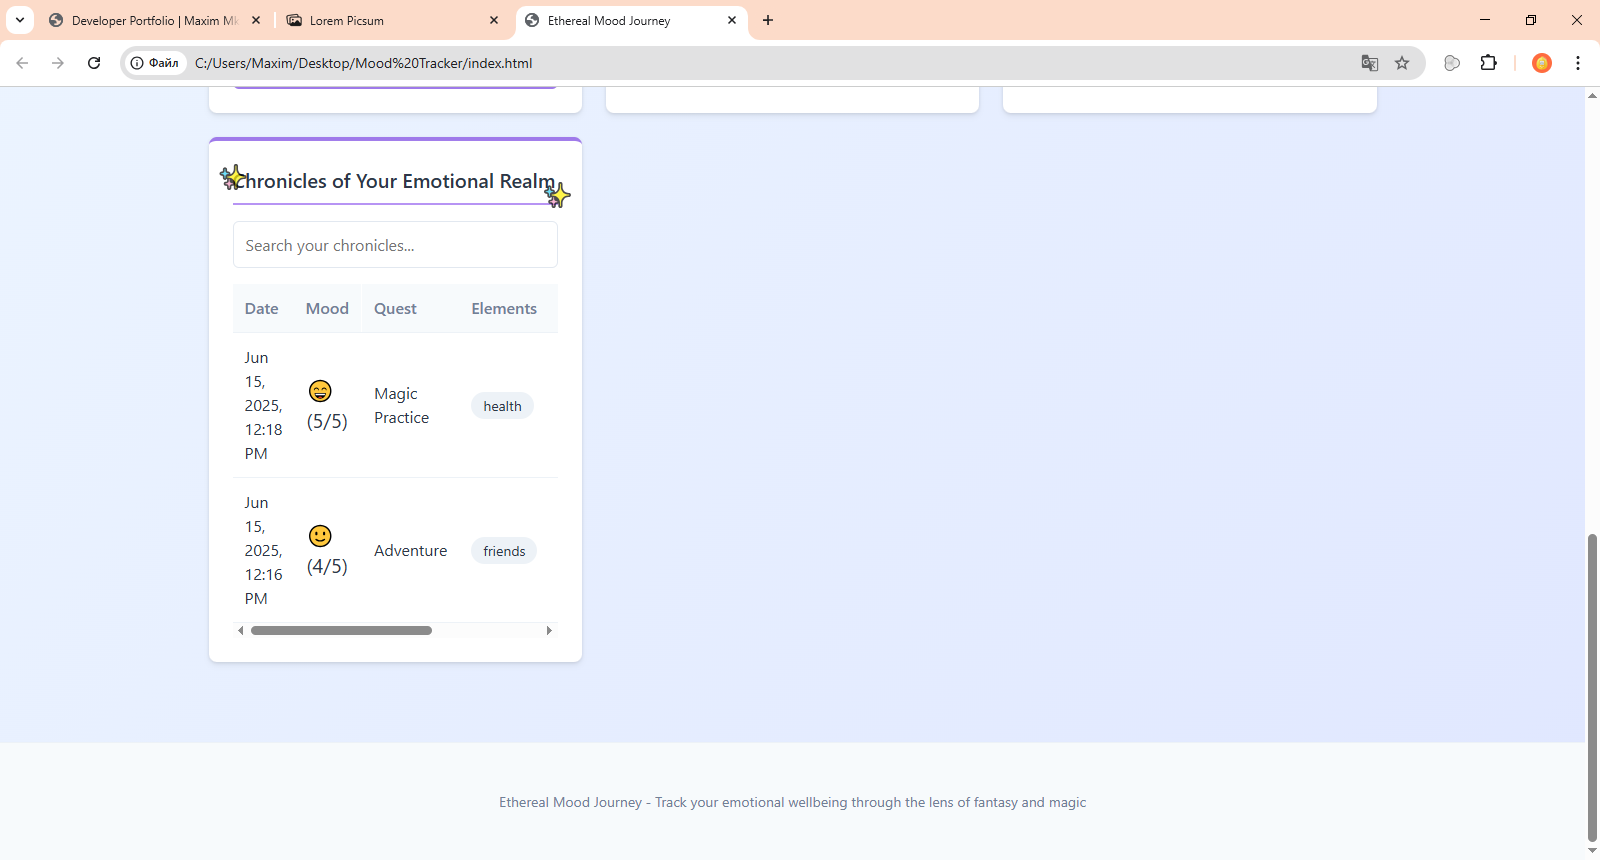 Developer Portfolio | Maxim
Lorem Picsum
Ethereal Mood Journey
Файл
C:/Users/Maxim/Desktop/Mood%20Tracker/index.html
Chronicles of Your Emotional Realm
Search your chronicles...
Date Mood Quest Elements
Jun
15,
2025,
12:18
PM
(5/5)
Magic
Practice
health
Jun
15,
2025,
12:16
PM
(4/5)
Adventure
friends
Ethereal Mood Journey - Track your emotional wellbeing through the lens of fantasy and magic